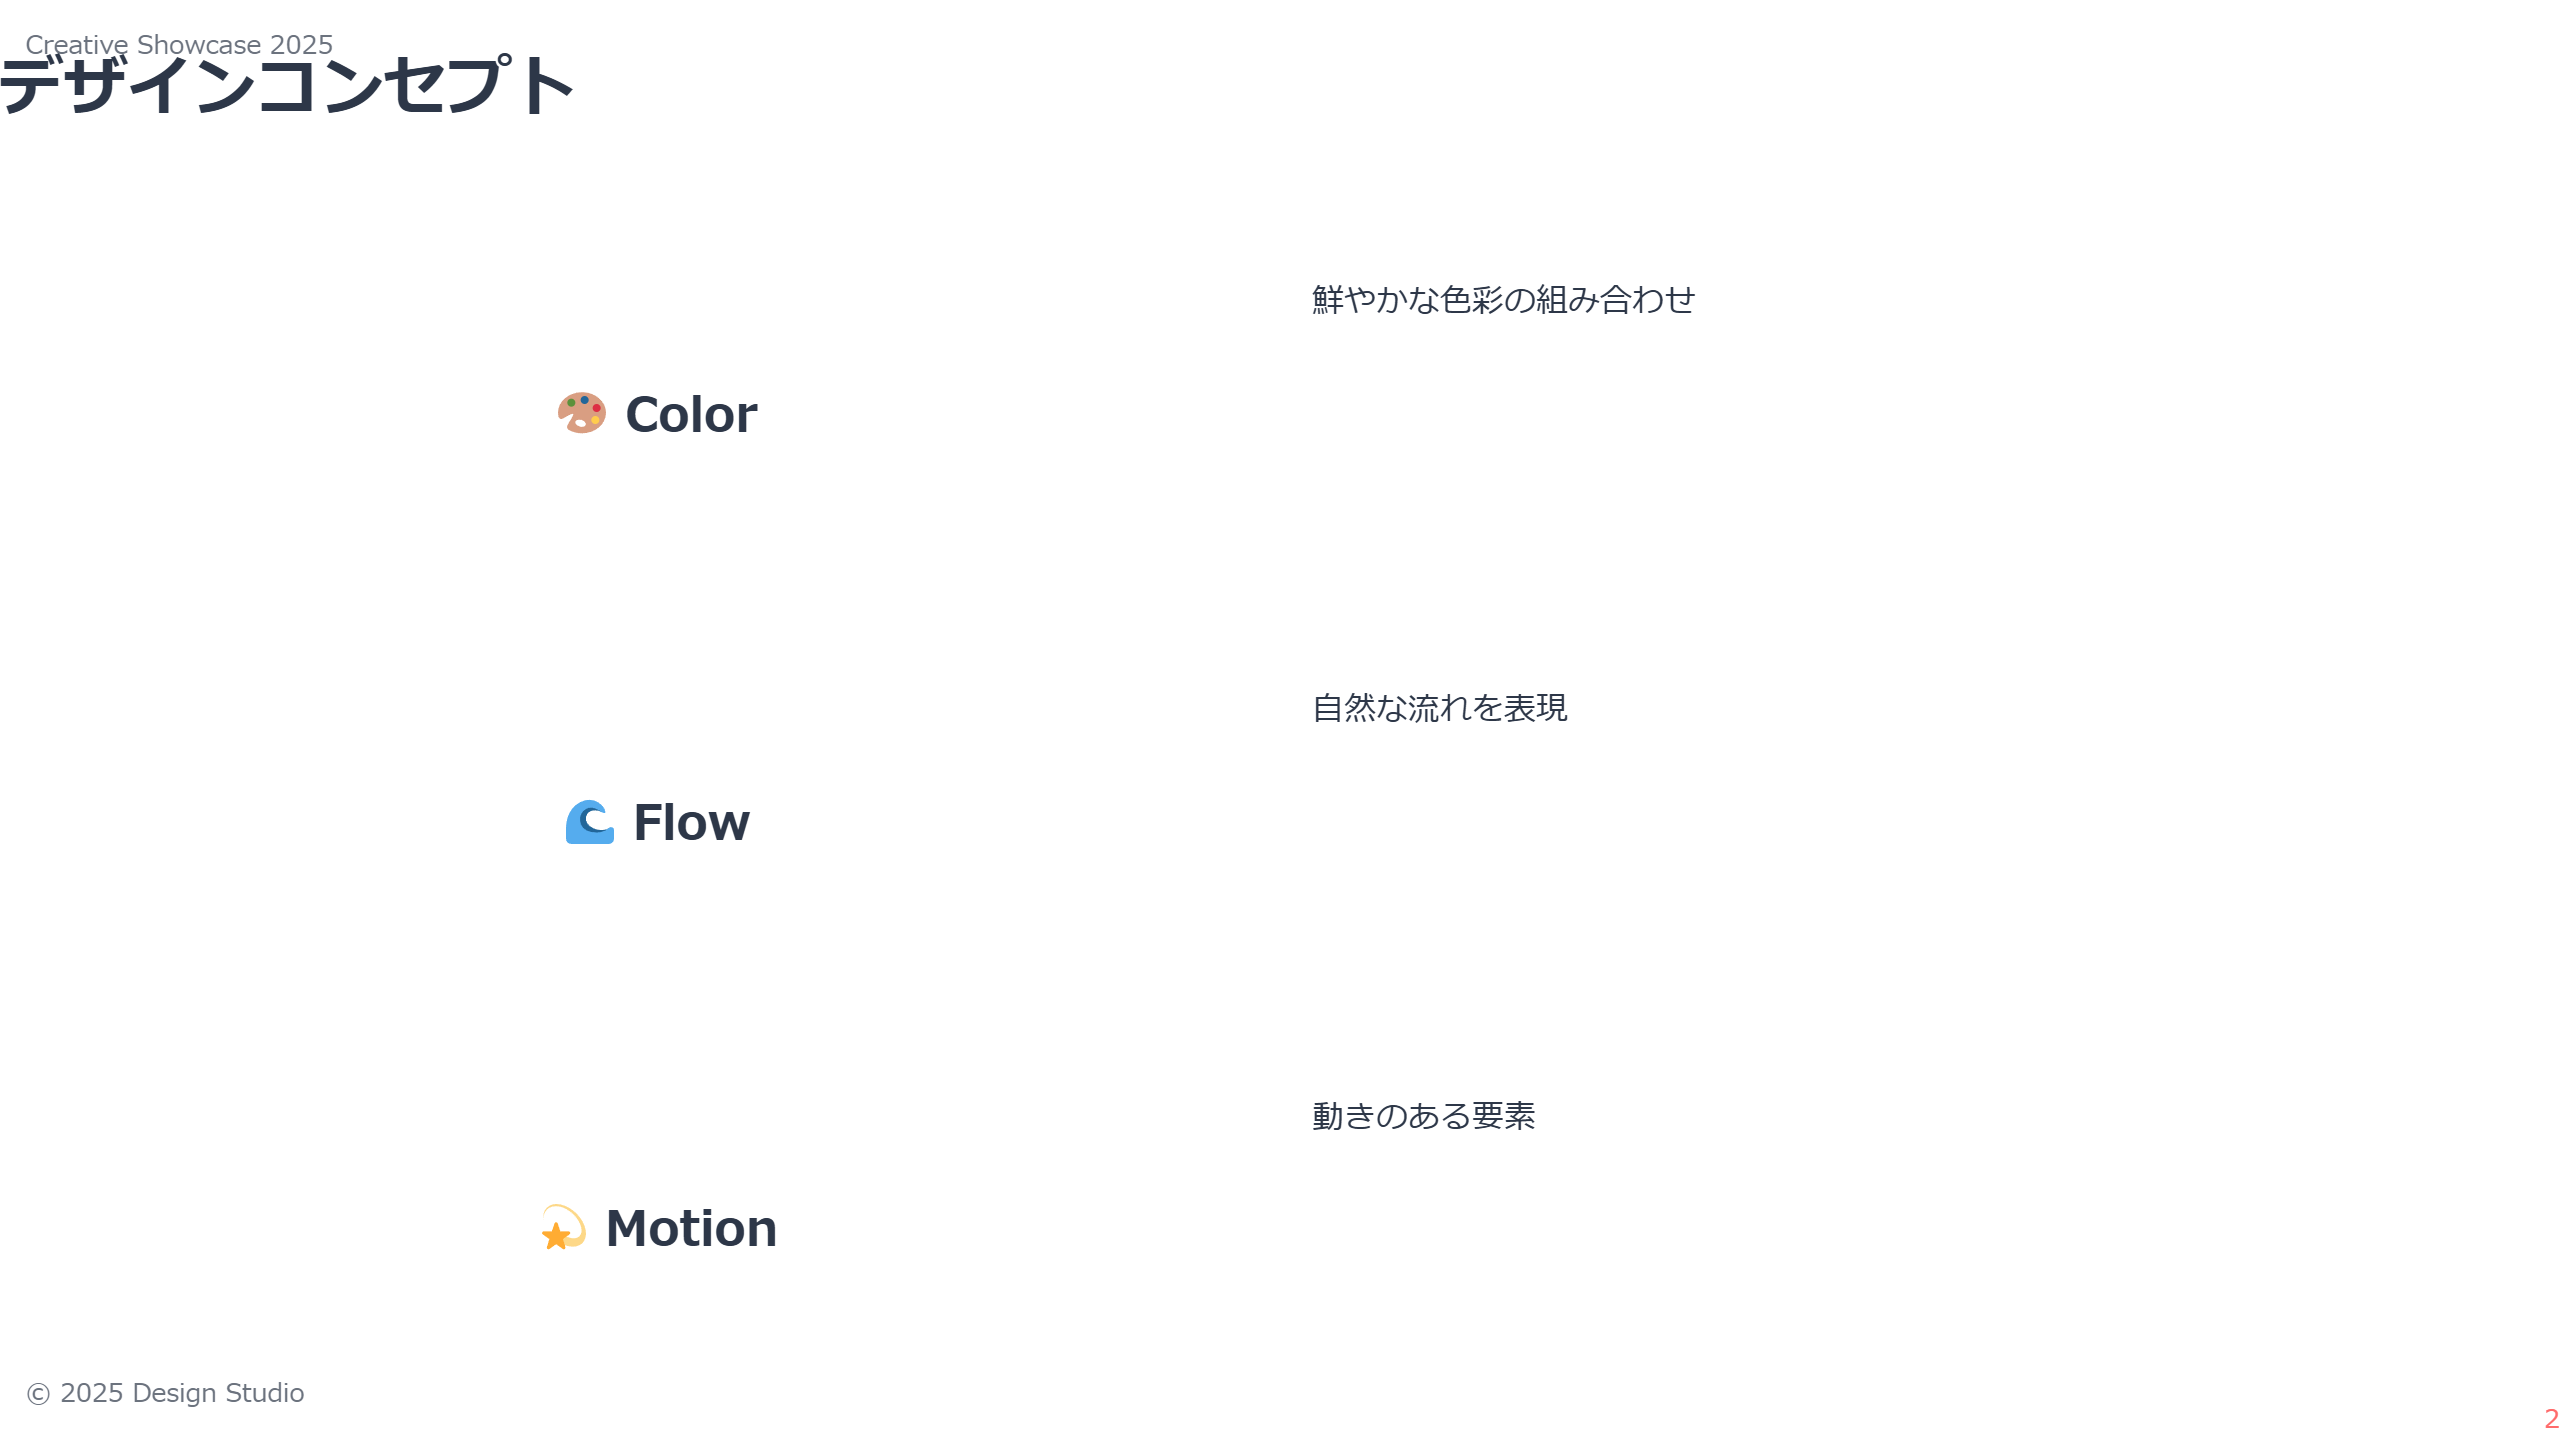 Creative Showcase 2025
デザインコンセプト
🎨 Color
鮮やかな色彩の組み合わせ
🌊 Flow
自然な流れを表現
💫 Motion
動きのある要素
© 2025 Design Studio
2